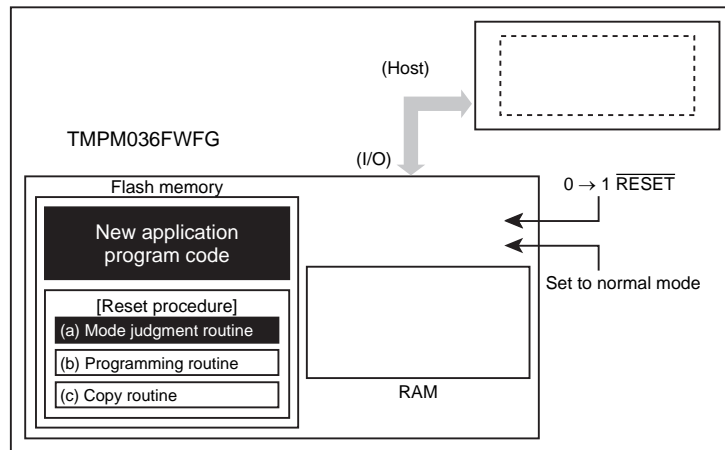 (Host)
TMPM036FWFG
(I/O)
0 → 1 R̅E̅S̅E̅T̅
Flash memory
New application
program code
Set to normal mode
[Reset procedure]
(a) Mode judgment routine
(b) Programming routine
(c) Copy routine
RAM